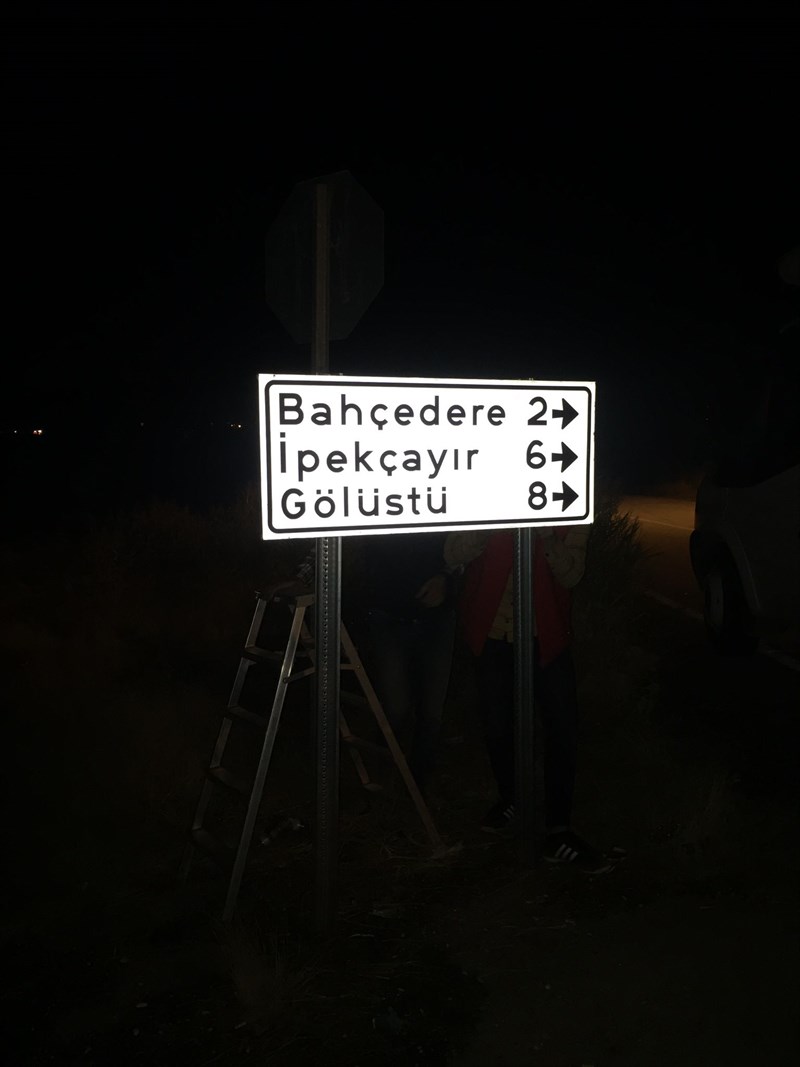 Bahçedere 2→
İpekçayır 6→
Gölüstü 8→